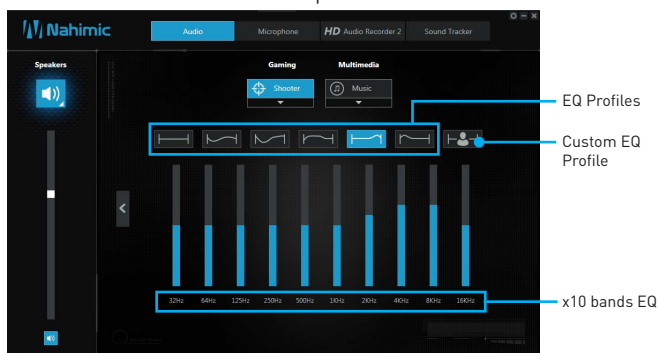 Nahimic
Audio
Microphone
HD Audio Recorder 2
Sound Tracker
Speakers
Gaming
Multimedia
Shooter
Music
EQ Profiles
Custom EQ
Profile
32Hz 64Hz 125Hz 250Hz 500Hz 1KHz 2KHz 4KHz 8KHz 16KHz
x10 bands EQ